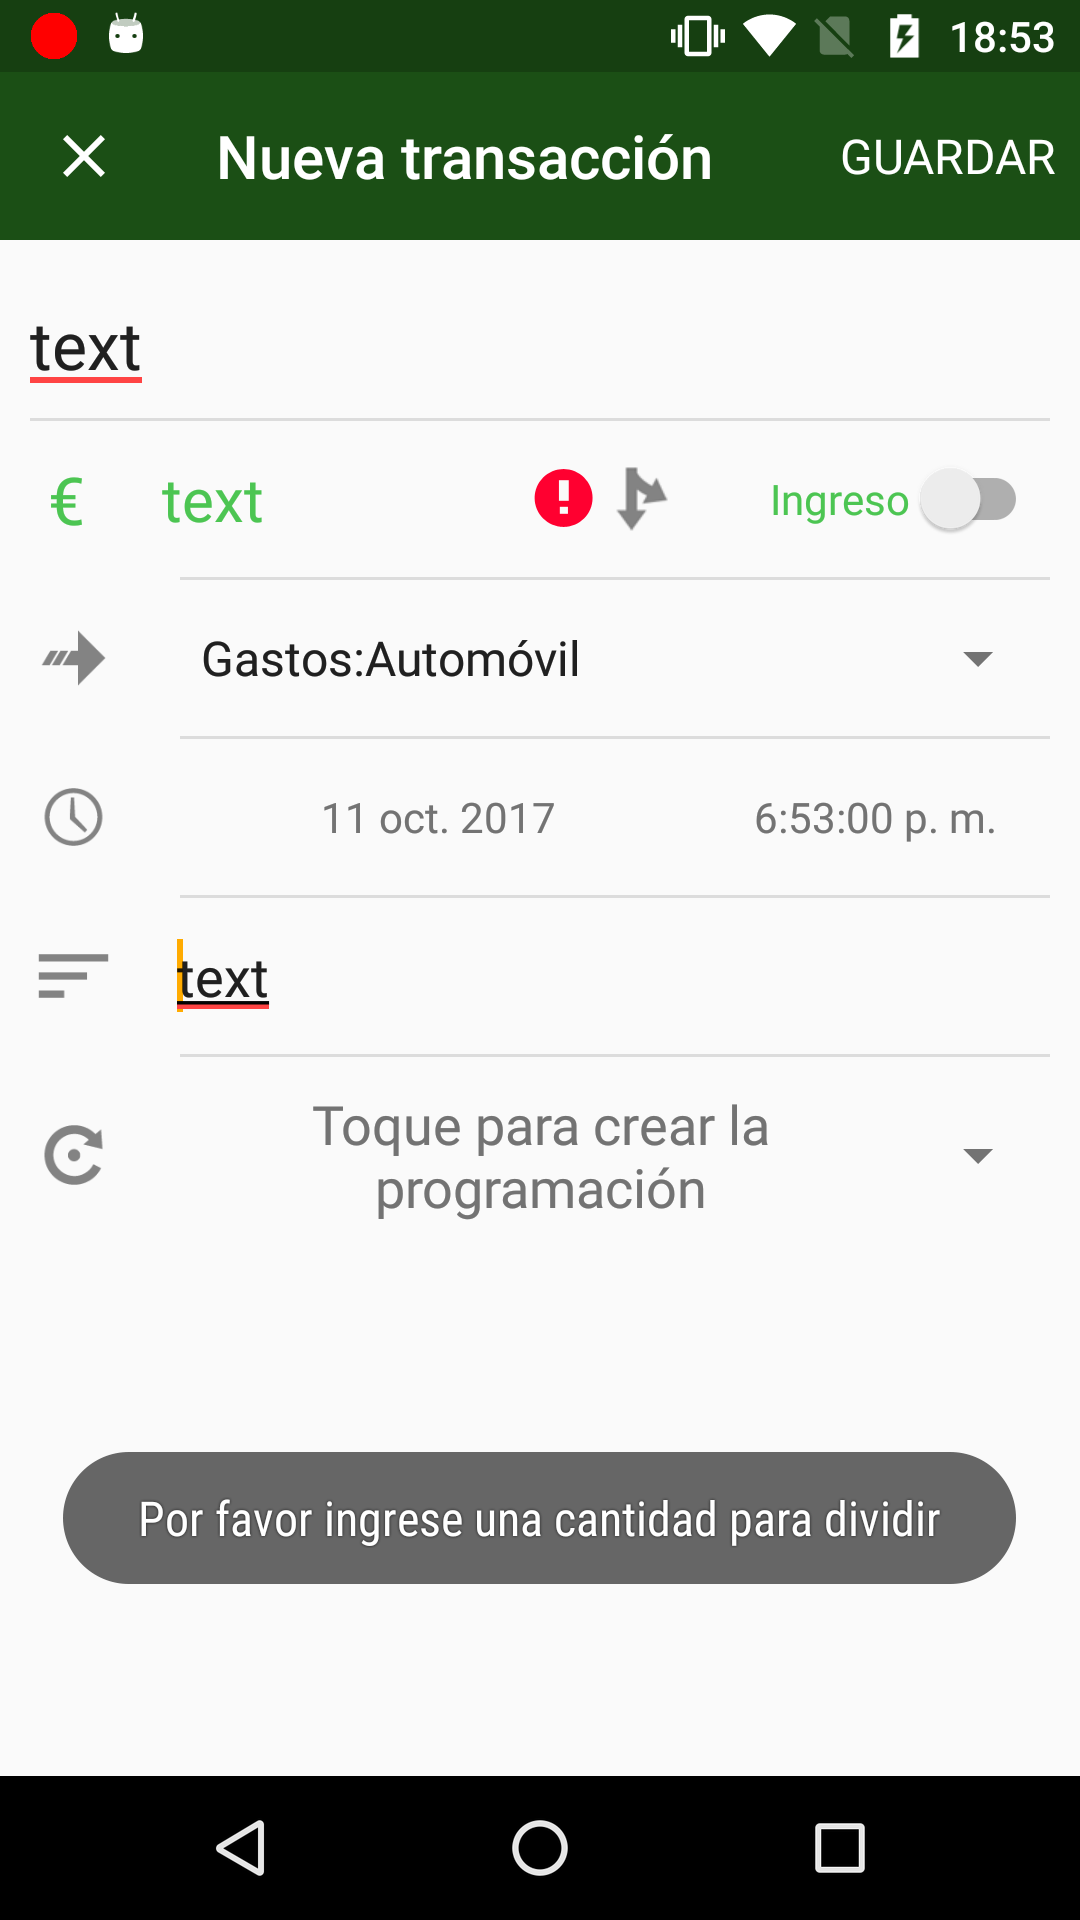 18:53
Nueva transacción
GUARDAR
text
€ text Ingreso
Gastos:Automóvil
11 oct. 2017 6:53:00 p. m.
text
Toque para crear la
programación
Por favor ingrese una cantidad para dividir